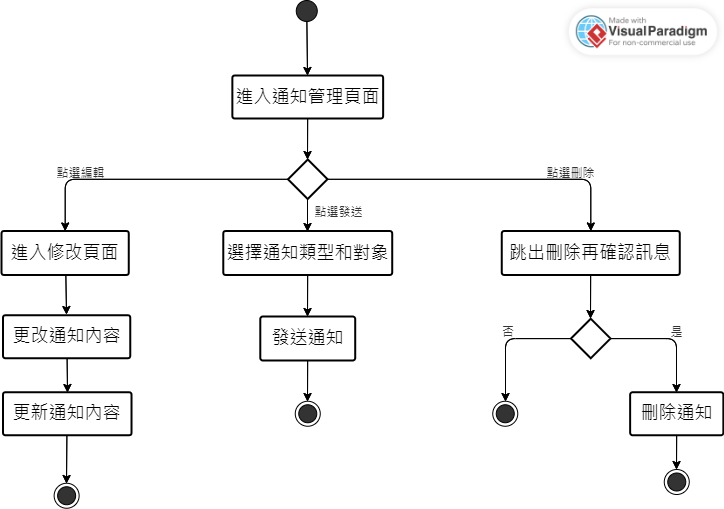 Made with
VisualParadigm
For non-commercial use
進入通知管理頁面
點選編輯
點選刪除
點選發送
進入修改頁面
選擇通知類型和對象
跳出刪除再確認訊息
更改通知內容
發送通知
否
是
更新通知內容
刪除通知